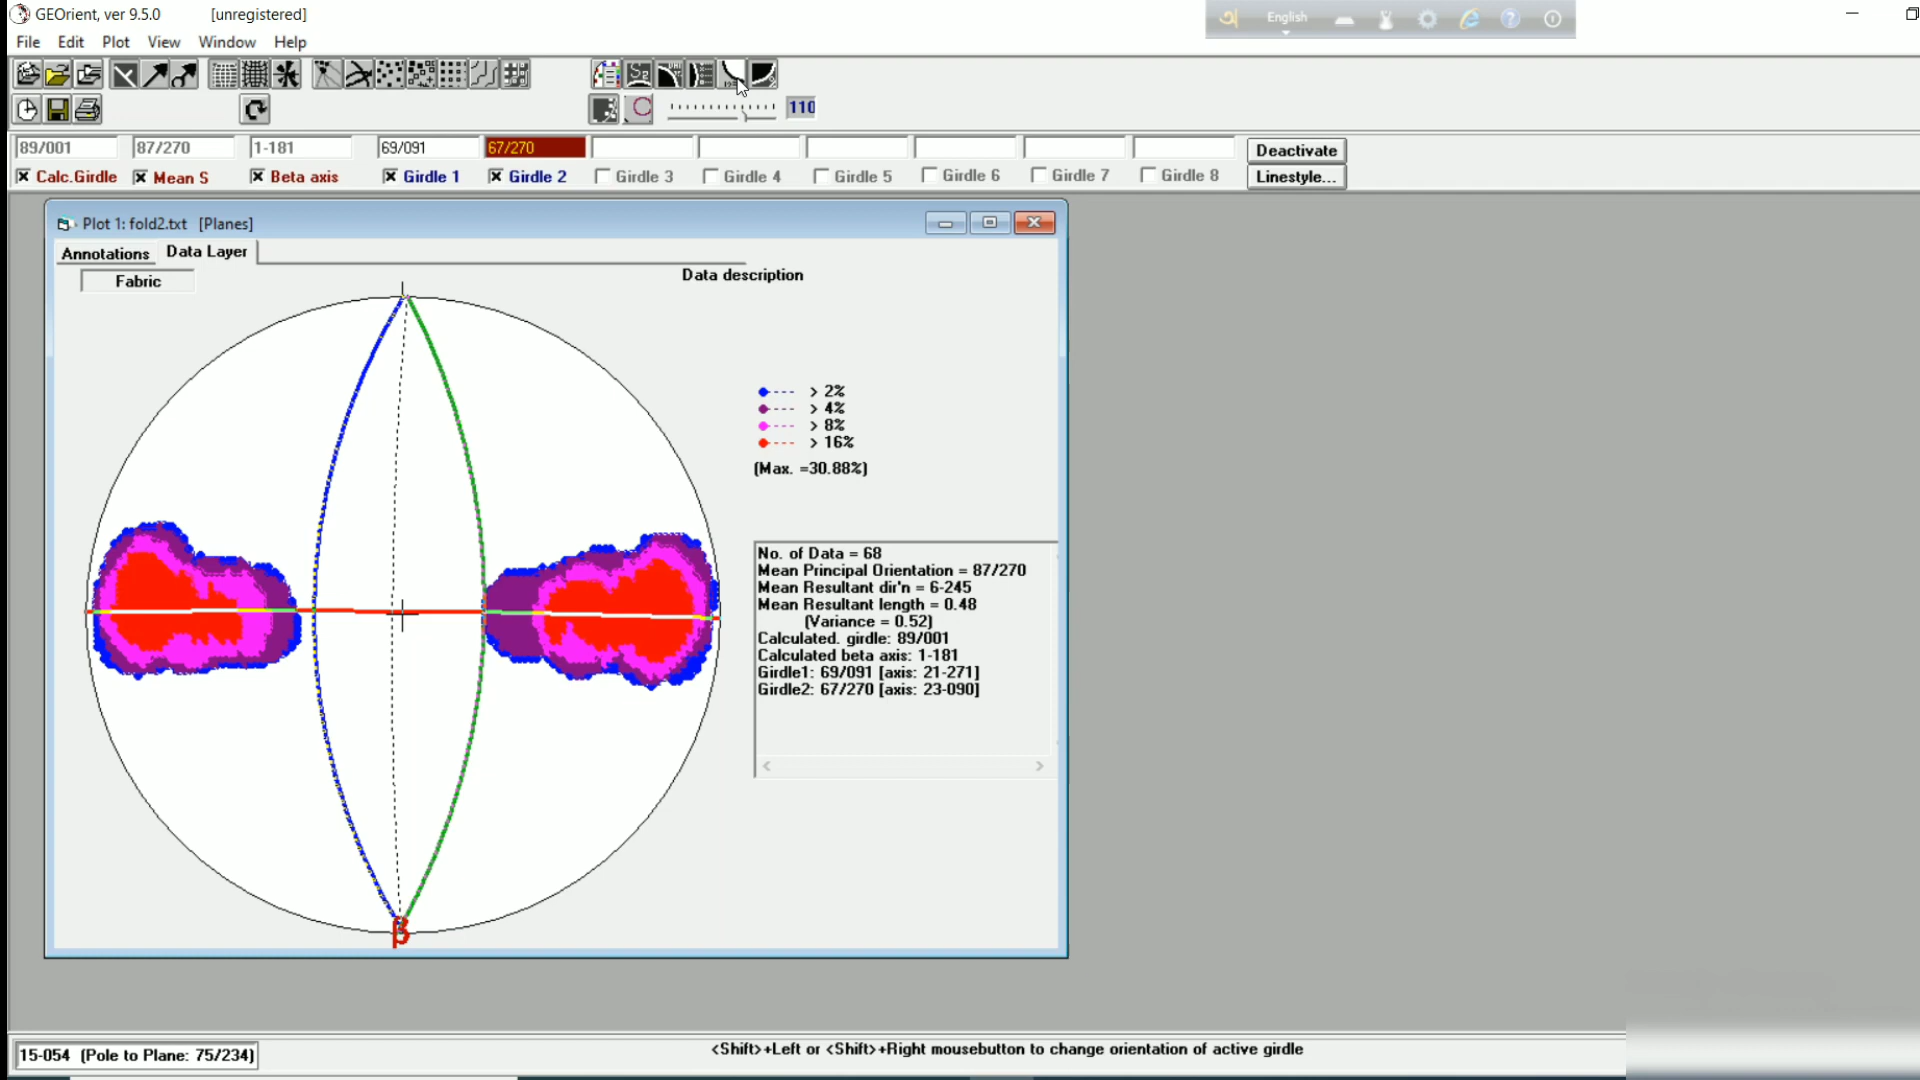 GEOrient, ver 9.5.0 [unregistered]
English
File Edit Plot View Window Help
110
89/001 87/270 1-181 69/091 67/270
Deactivate
Calc.Girdle Mean S Beta axis Girdle 1 Girdle 2 Girdle 3 Girdle 4 Girdle 5 Girdle 6 Girdle 7 Girdle 8
Linestyle...
Plot 1: fold2.txt [Planes]
Annotations Data Layer
Fabric
Data description
> 2%
> 4%
> 8%
> 16%
(Max. =30.88%)
No. of Data = 68
Mean Principal Orientation = 87/270
Mean Resultant dir'n = 6-245
Mean Resultant length = 0.48
(Variance = 0.52)
Calculated. girdle: 89/001
Calculated beta axis: 1-181
Girdle1: 69/091 [axis: 21-271]
Girdle2: 67/270 [axis: 23-090]
β
15-054 (Pole to Plane: 75/234)
<Shift>+Left or <Shift>+Right mousebutton to change orientation of active girdle